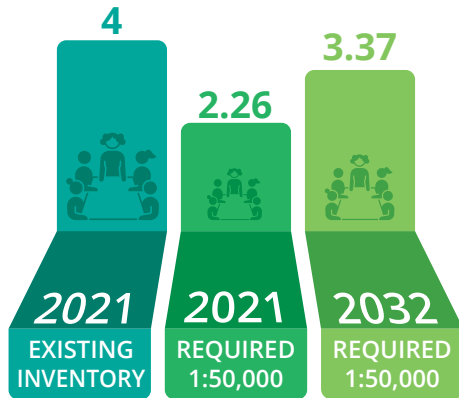 4
2.26
3.37
2021
2021
2032
EXISTING
INVENTORY
REQUIRED
1:50,000
REQUIRED
1:50,000